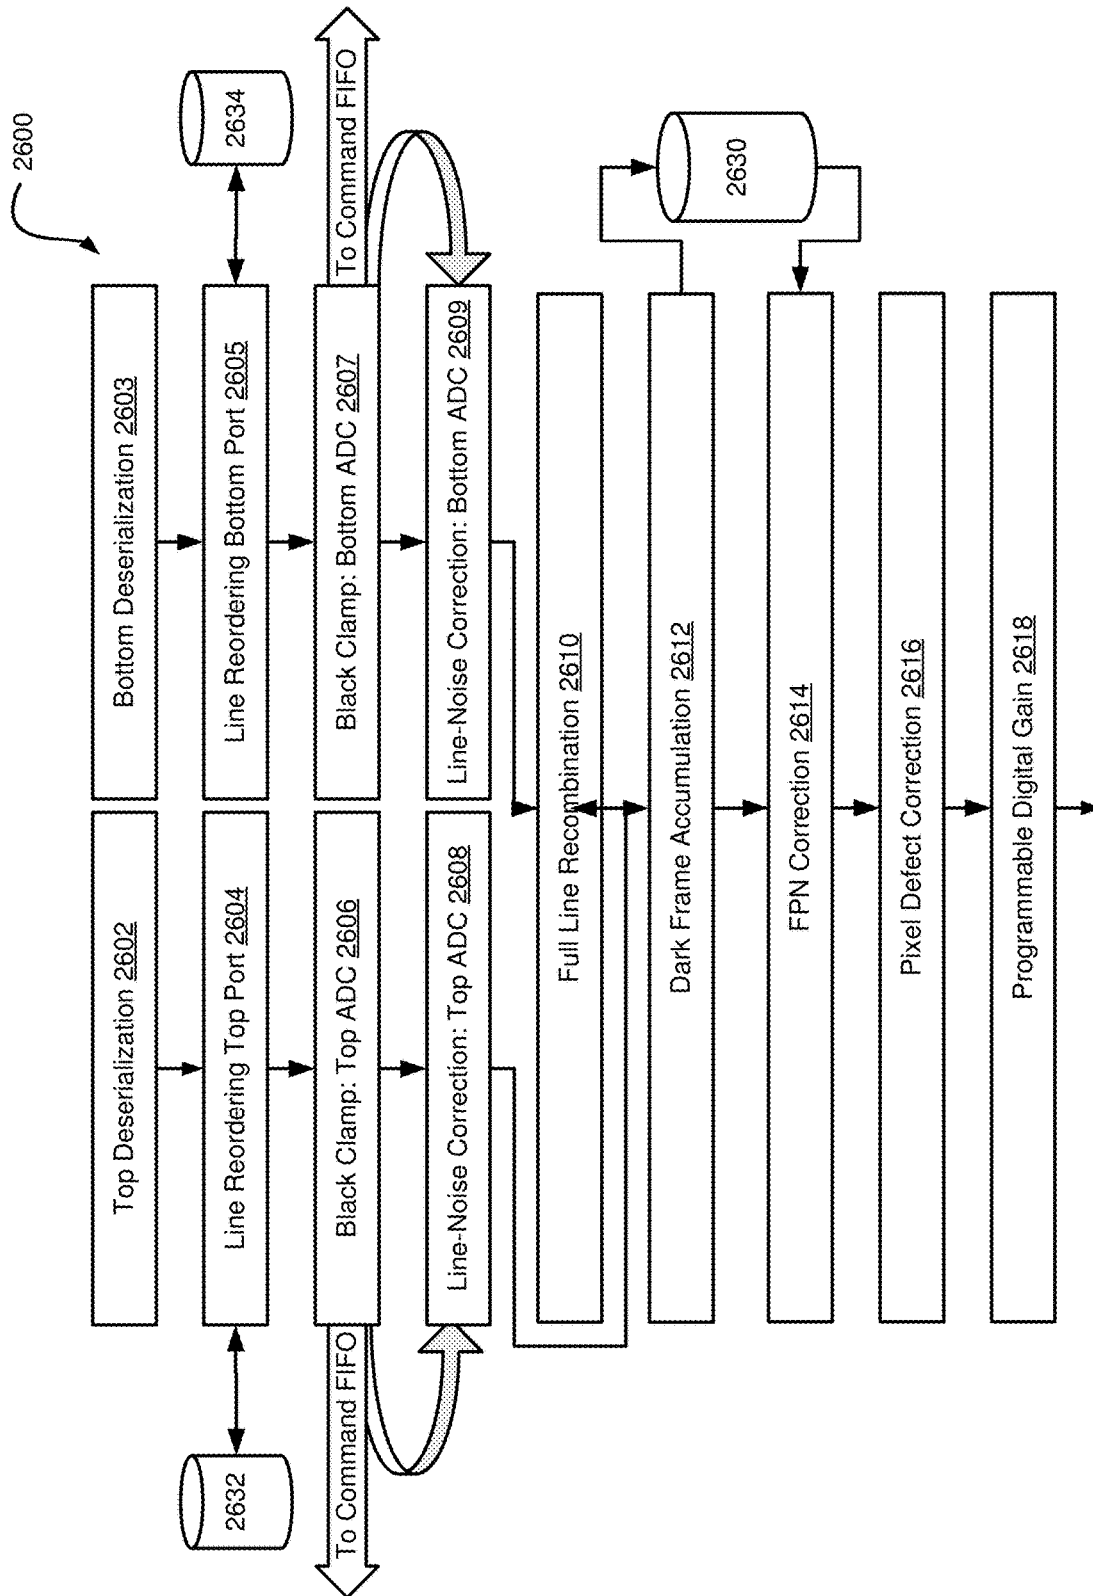 2600
2632
2634
Top Deserialization 2602
Bottom Deserialization 2603
Line Reordering Top Port 2604
Line Reordering Bottom Port 2605
To Command FIFO
Black Clamp: Top ADC 2606
Black Clamp: Bottom ADC 2607
To Command FIFO
Line-Noise Correction: Top ADC 2608
Line-Noise Correction: Bottom ADC 2609
Full Line Recombination 2610
Dark Frame Accumulation 2612
2630
FPN Correction 2614
Pixel Defect Correction 2616
Programmable Digital Gain 2618